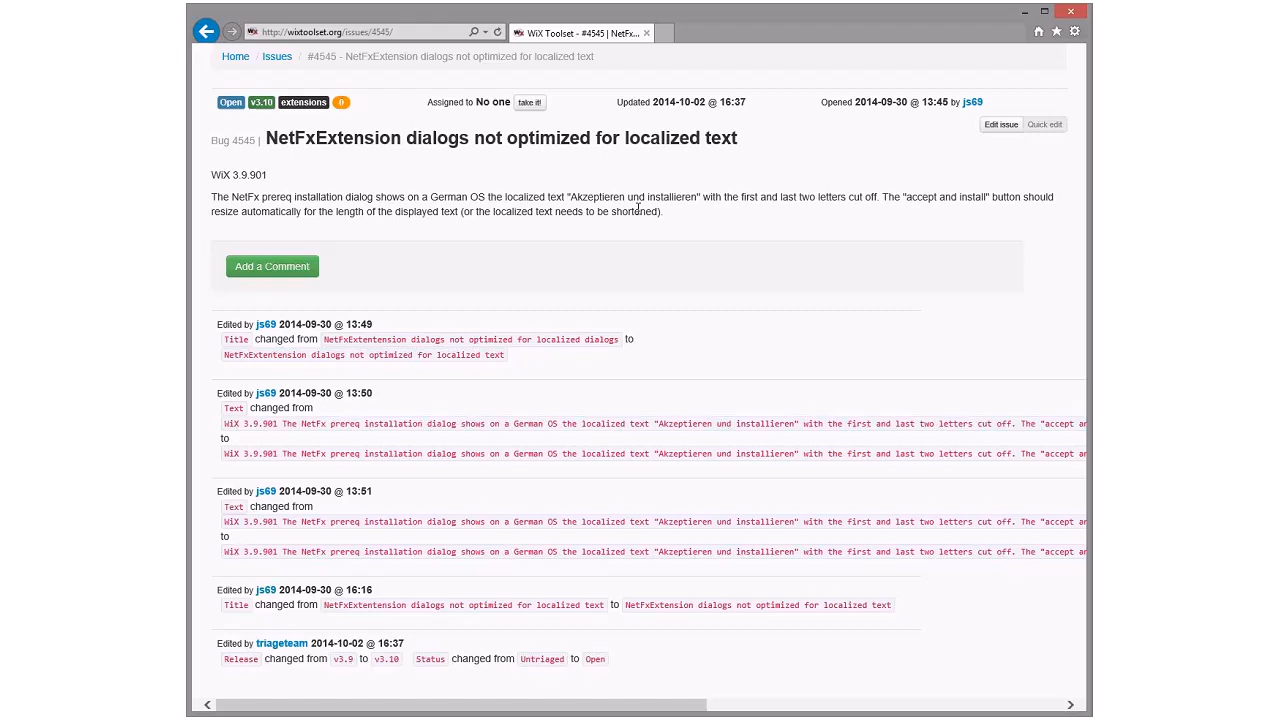 http://wixtoolset.org/issues/4545/
WiX Toolset - #4545 | NetFx...
Home / Issues / #4545 - NetFxExtension dialogs not optimized for localized text
Open v3.10 extensions 0 Assigned to No one take it! Updated 2014-10-02 @ 16:37 Opened 2014-09-30 @ 13:45 by js69
Edit issue Quick edit
Bug 4545 | NetFxExtension dialogs not optimized for localized text
WiX 3.9.901
The NetFx prereq installation dialog shows on a German OS the localized text "Akzeptieren und installieren" with the first and last two letters cut off. The "accept and install" button should
resize automatically for the length of the displayed text (or the localized text needs to be shortened).
Add a Comment
Edited by js69 2014-09-30 @ 13:49
Title changed from NetFxExtentension dialogs not optimized for localized dialogs to
NetFxExtentension dialogs not optimized for localized text
Edited by js69 2014-09-30 @ 13:50
Text changed from
WiX 3.9.901 The NetFx prereq installation dialog shows on a German OS the localized text "Akzeptieren und installieren" with the first and last two letters cut off. The "accept an
to
WiX 3.9.901 The NetFx prereq installation dialog shows on a German OS the localized text "Akzeptieren und installieren" with the first and last two letters cut off. The "accept an
Edited by js69 2014-09-30 @ 13:51
Text changed from
WiX 3.9.901 The NetFx prereq installation dialog shows on a German OS the localized text "Akzeptieren und installieren" with the first and last two letters cut off. The "accept an
to
WiX 3.9.901 The NetFx prereq installation dialog shows on a German OS the localized text "Akzeptieren und installieren" with the first and last two letters cut off. The "accept an
Edited by js69 2014-09-30 @ 16:16
Title changed from NetFxExtentension dialogs not optimized for localized text to NetFxExtension dialogs not optimized for localized text
Edited by triageteam 2014-10-02 @ 16:37
Release changed from v3.9 to v3.10 Status changed from Untriaged to Open